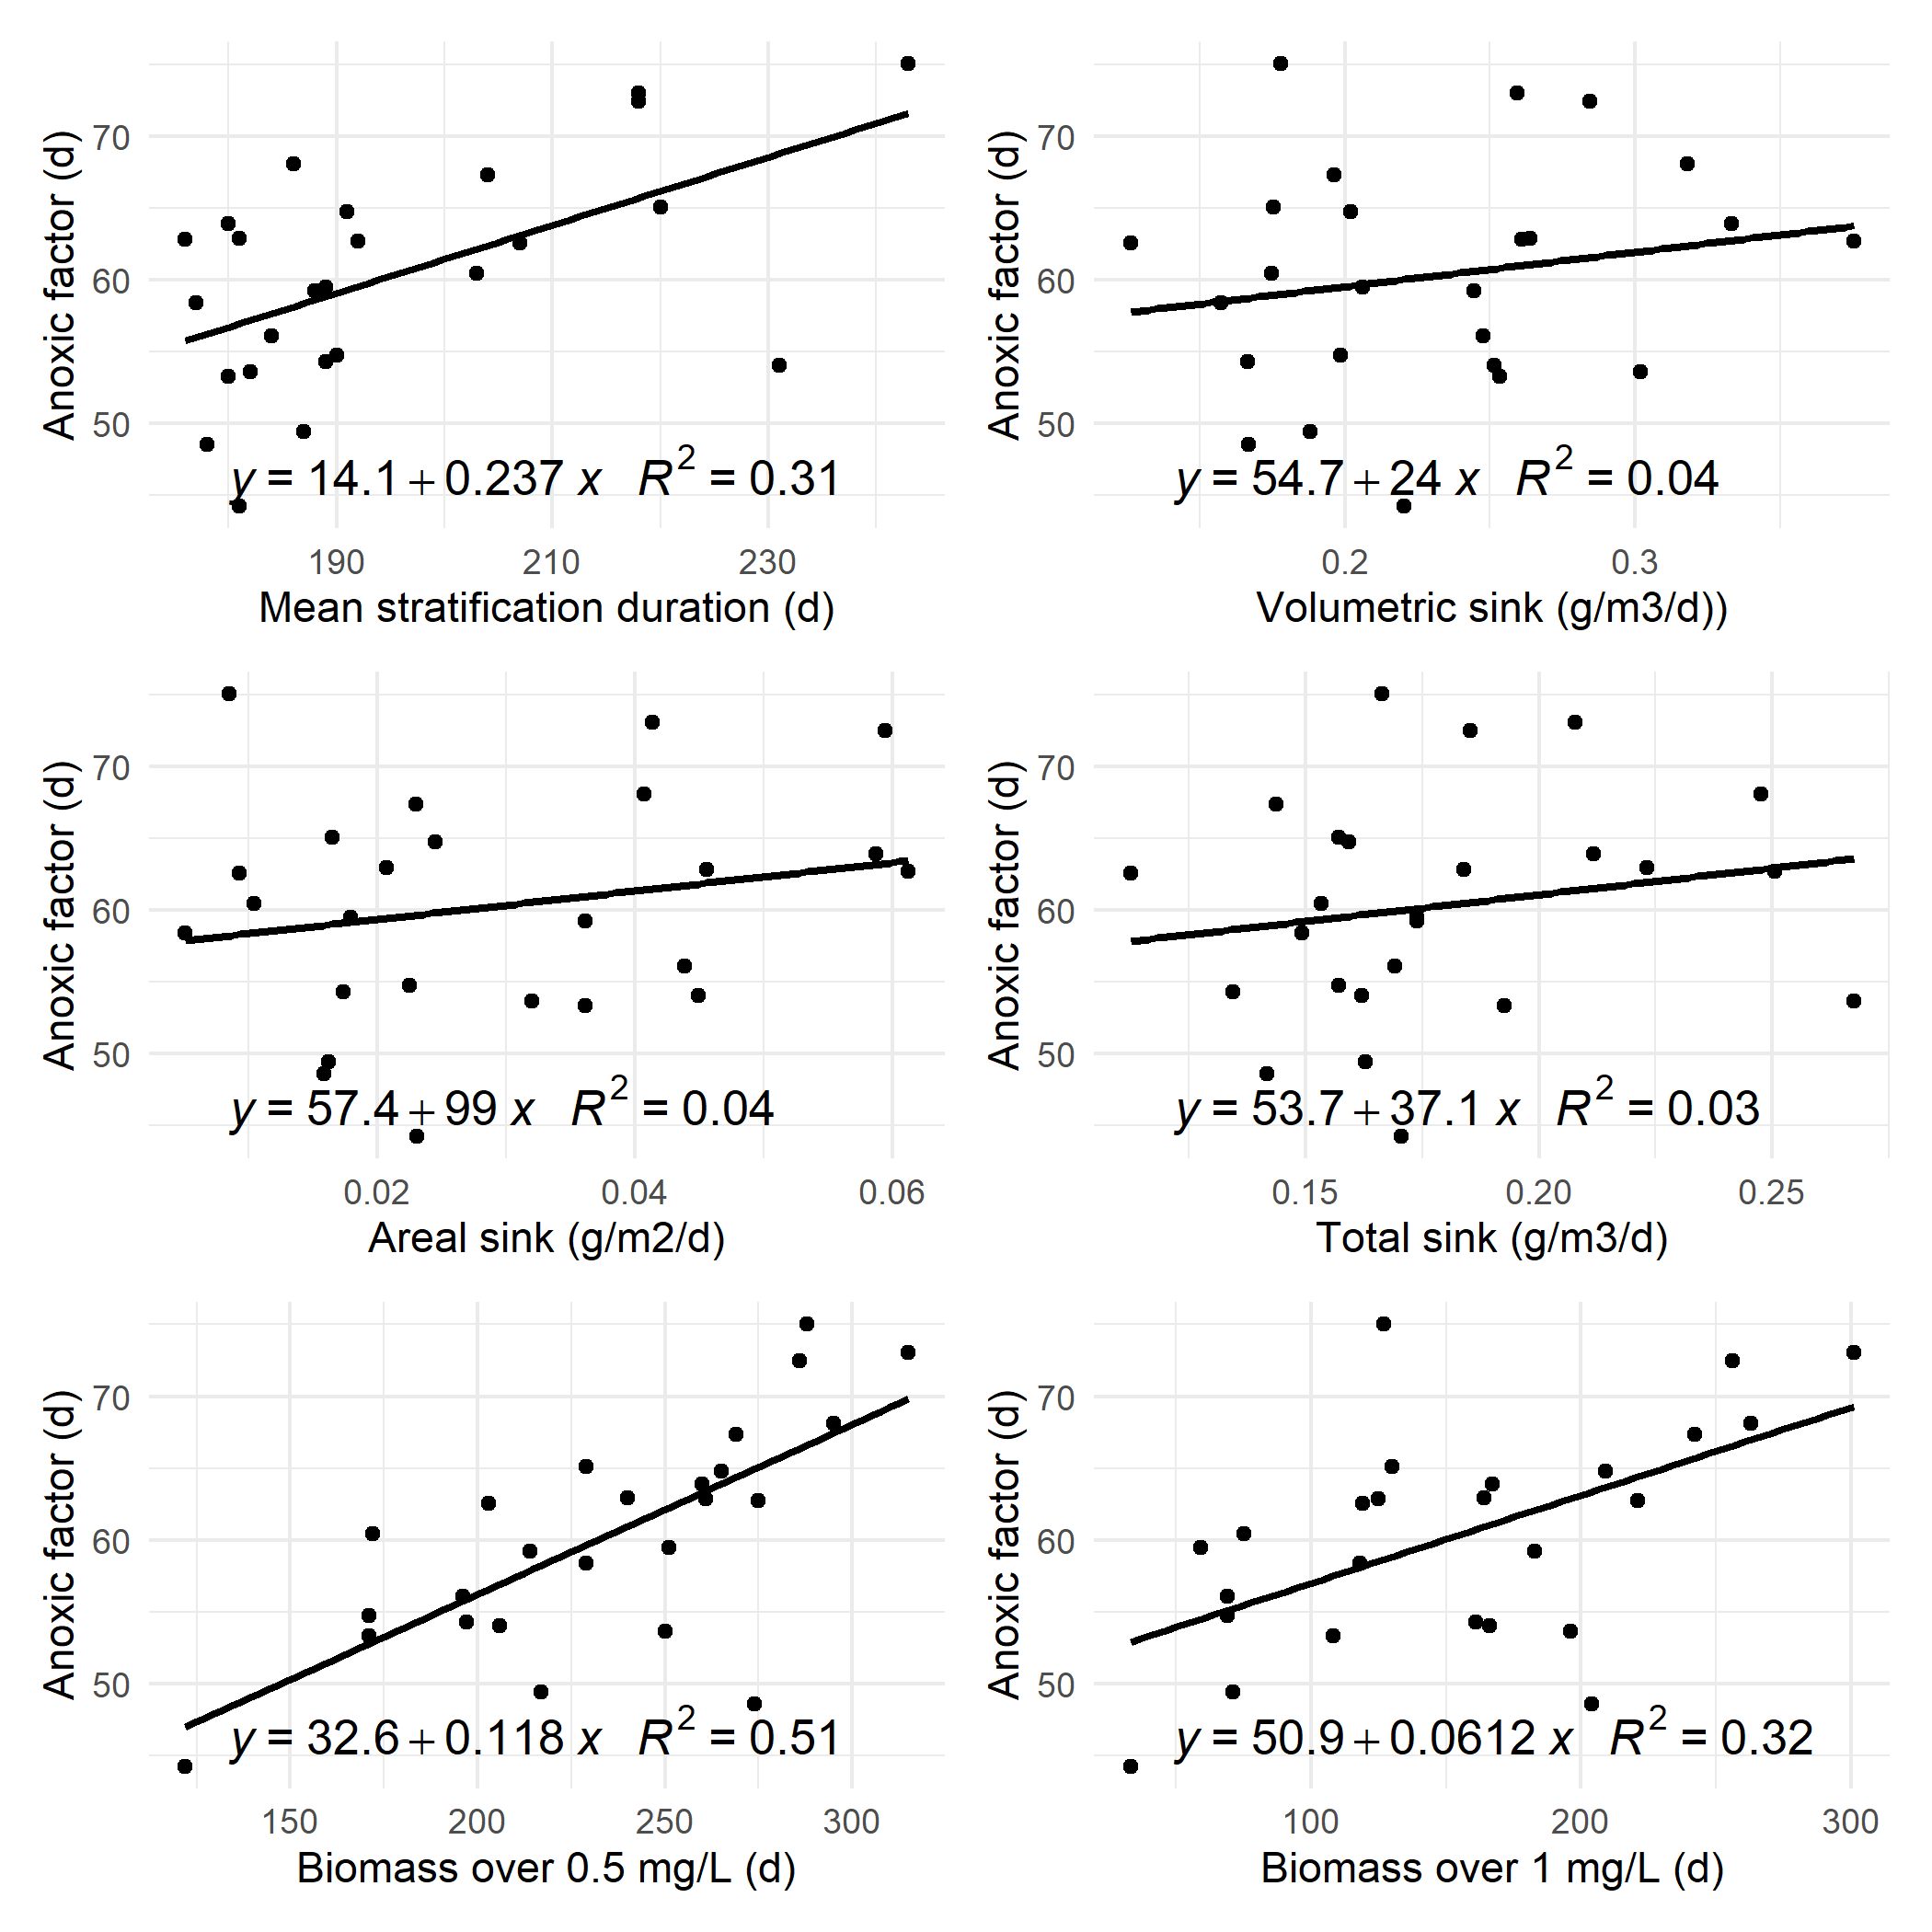 Anoxic factor (d)
70
60
50
y = 14.1 + 0.237 x R² = 0.31
190 210 230
Mean stratification duration (d)
Anoxic factor (d)
70
60
50
y = 54.7 + 24 x R² = 0.04
0.2 0.3
Volumetric sink (g/m3/d))
Anoxic factor (d)
70
60
50
y = 57.4 + 99 x R² = 0.04
0.02 0.04 0.06
Areal sink (g/m2/d)
Anoxic factor (d)
70
60
50
y = 53.7 + 37.1 x R² = 0.03
0.15 0.20 0.25
Total sink (g/m3/d)
Anoxic factor (d)
70
60
50
y = 32.6 + 0.118 x R² = 0.51
150 200 250 300
Biomass over 0.5 mg/L (d)
Anoxic factor (d)
70
60
50
y = 50.9 + 0.0612 x R² = 0.32
100 200 300
Biomass over 1 mg/L (d)